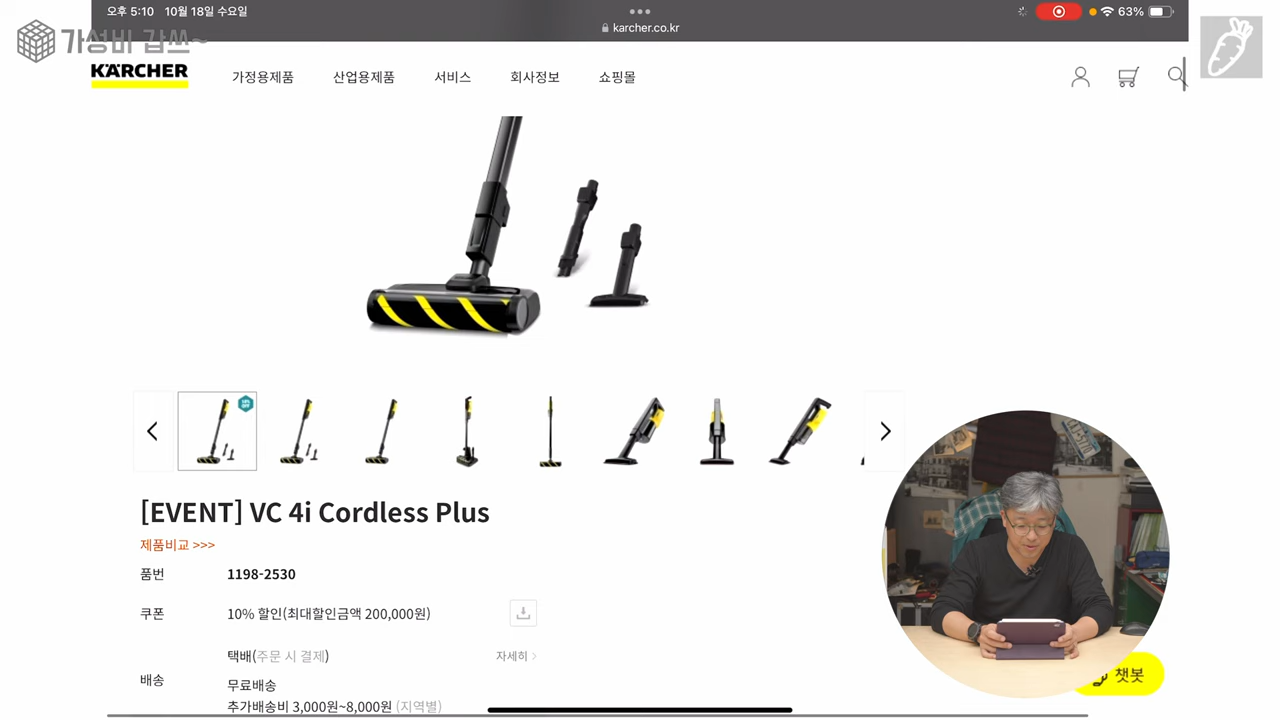 오후 5:10 10월 18일 수요일
63%
karcher.co.kr
가성비 갑쓰~
KÄRCHER
가정용제품 산업용제품 서비스 회사정보 쇼핑몰
[EVENT] VC 4i Cordless Plus
제품비교 >>>
품번 1198-2530
쿠폰 10% 할인(최대할인금액 200,000원)
택배(주문 시 결제) 자세히 >
배송 무료배송
추가배송비 3,000원~8,000원 (지역별)
챗봇